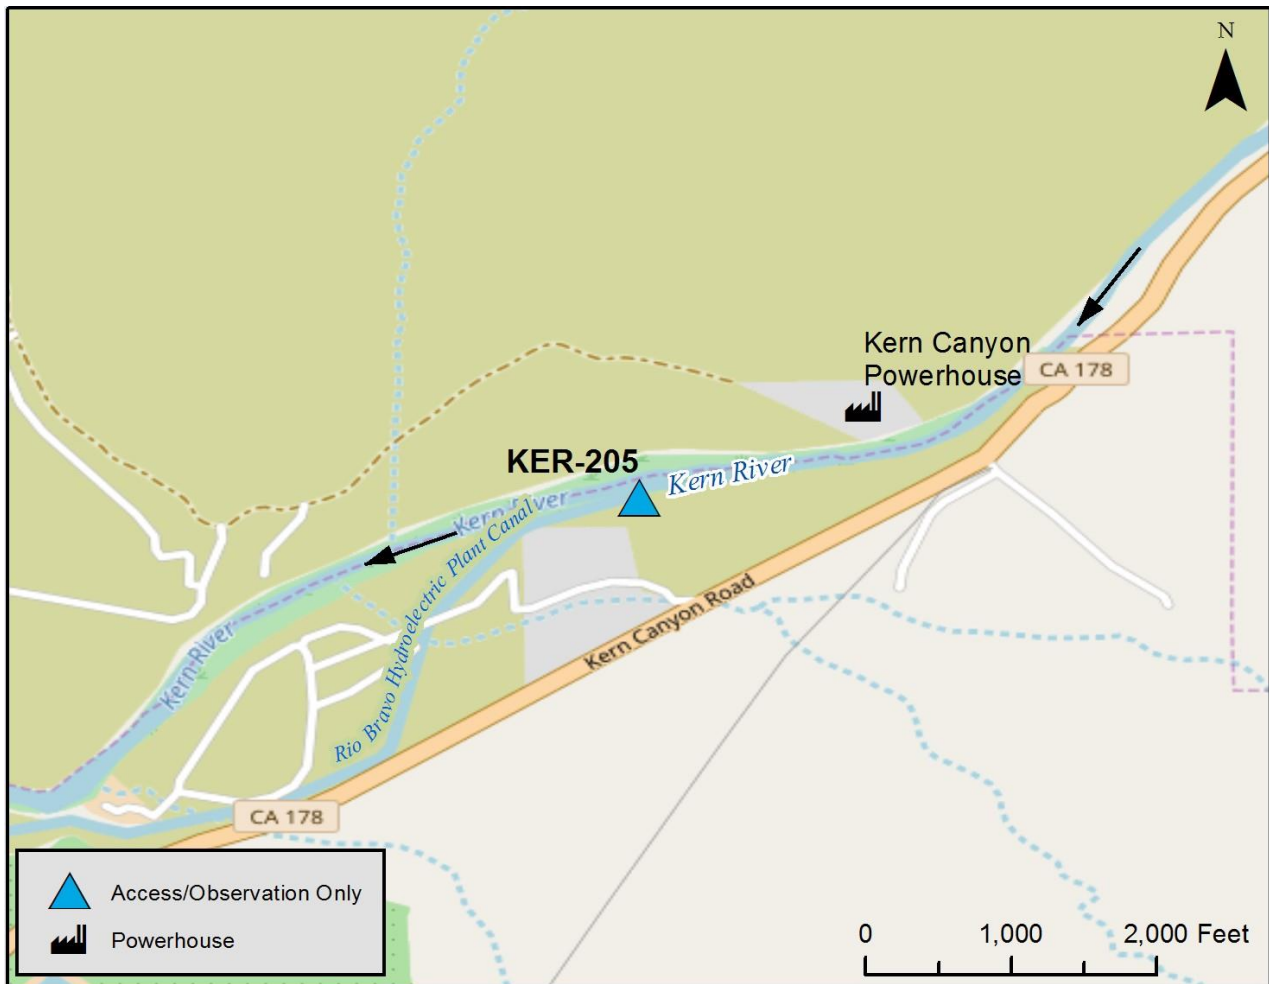 N
Kern Canyon
Powerhouse
CA 178
KER-205
Kern River
Kern River
Rio Bravo Hydroelectric Plant Canal
Kern Canyon Road
Kern River
CA 178
Access/Observation Only
Powerhouse
0 1,000 2,000 Feet